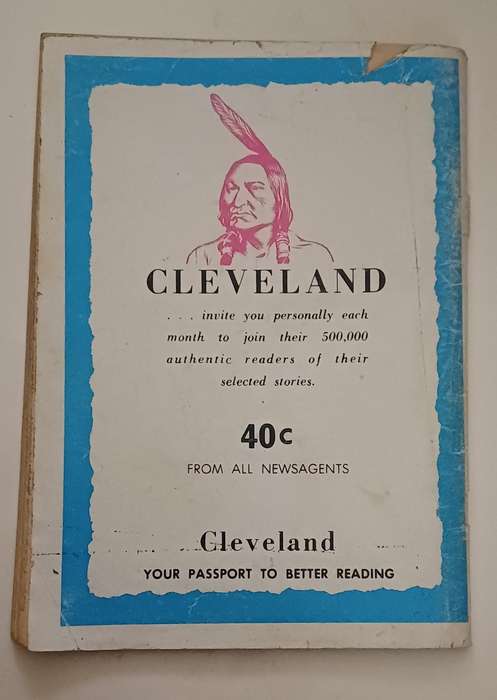 CLEVELAND
. . . invite you personally each
month to join their 500,000
authentic readers of their
selected stories.
40c
FROM ALL NEWSAGENTS
Cleveland
YOUR PASSPORT TO BETTER READING